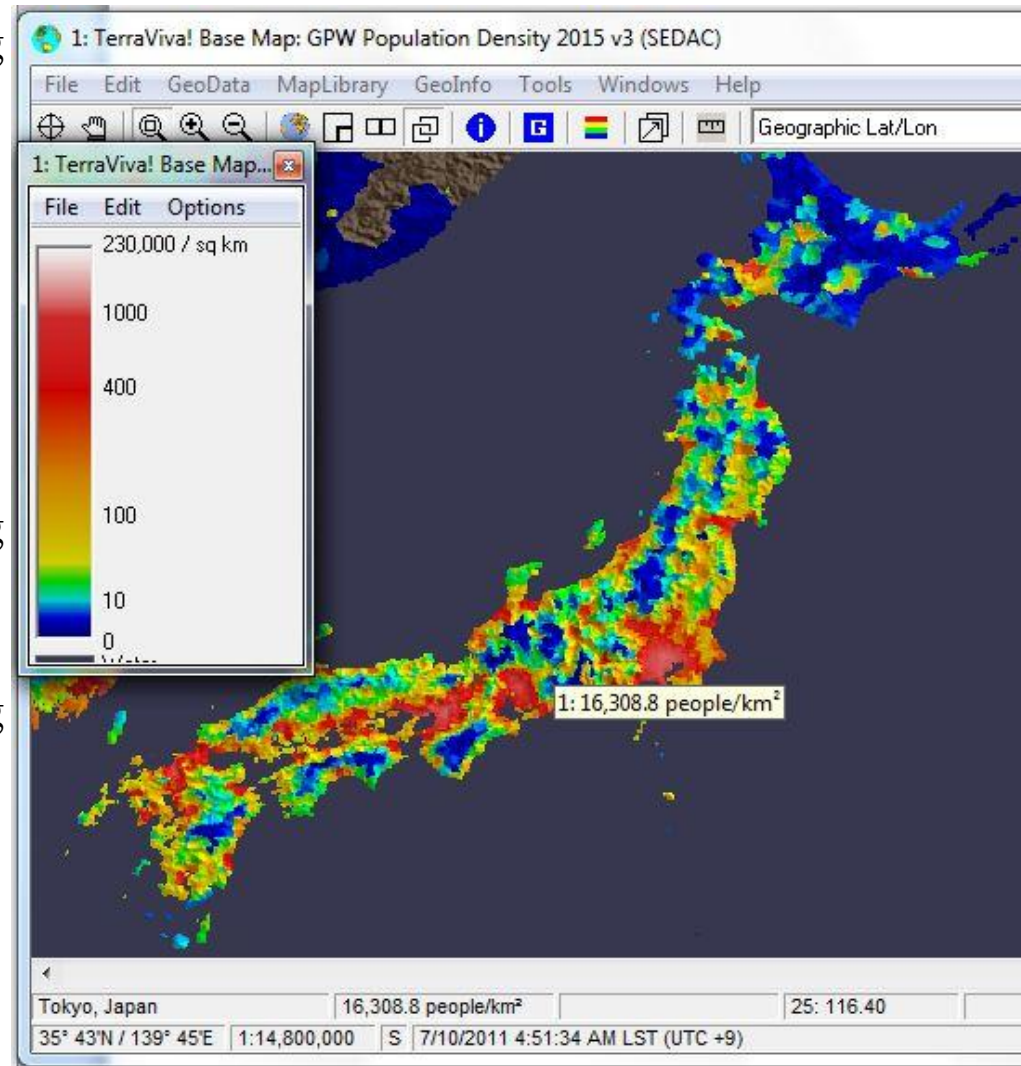 1: TerraViva! Base Map: GPW Population Density 2015 v3 (SEDAC)
File Edit GeoData MapLibrary GeoInfo Tools Windows Help
G Geographic Lat/Lon
1: TerraViva! Base Map...
File Edit Options
230,000 / sq km
1000
400
100
10
0
1: 16,308.8 people/km²
Tokyo, Japan 16,308.8 people/km² 25: 116.40
35° 43'N / 139° 45'E 1:14,800,000 S 7/10/2011 4:51:34 AM LST (UTC +9)